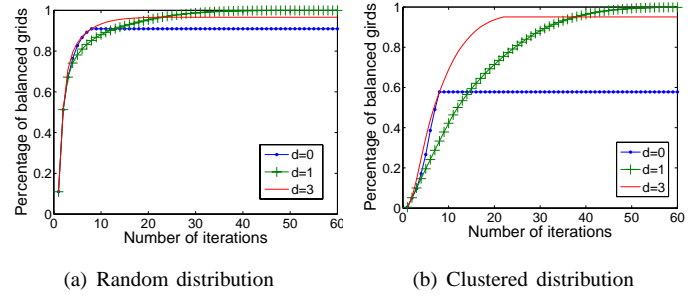 Percentage of balanced girds
1
0.8
0.6
0.4
0.2
0
0 10 20 30 40 50 60
Number of iterations
d=0
d=1
d=3
(a) Random distribution
Percentage of balanced girds
1
0.8
0.6
0.4
0.2
0
0 10 20 30 40 50 60
Number of iterations
d=0
d=1
d=3
(b) Clustered distribution